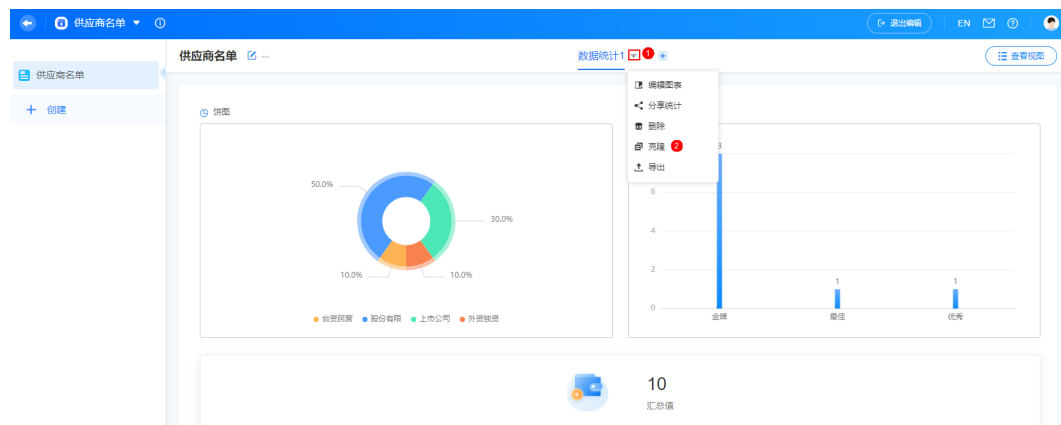 供应商名单
退出编辑
EN
供应商名单
创建
供应商名单
...
数据统计1
1
查看视图
编辑图表
分享统计
删除
克隆 2
导出
饼图
50.0%
30.0%
10.0%
10.0%
台资民营 股份有限 上市公司 外资独资
8
6
4
2
0
1
1
金牌 最佳 优秀
10
汇总值